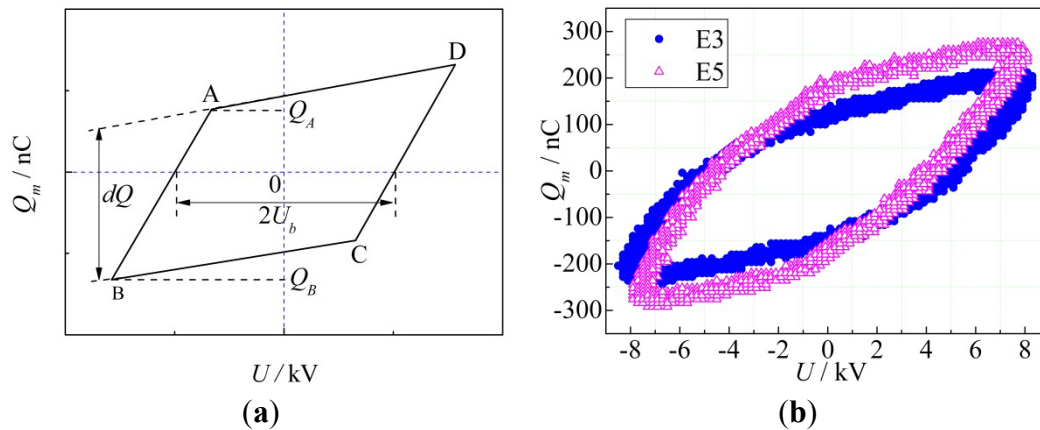 A
D
Q_A
0
dQ
2U_b
C
B
Q_B
Q_m / nC
U / kV
(a)
E3
E5
300
200
100
0
-100
-200
-300
Q_m / nC
-8 -6 -4 -2 0 2 4 6 8
U / kV
(b)